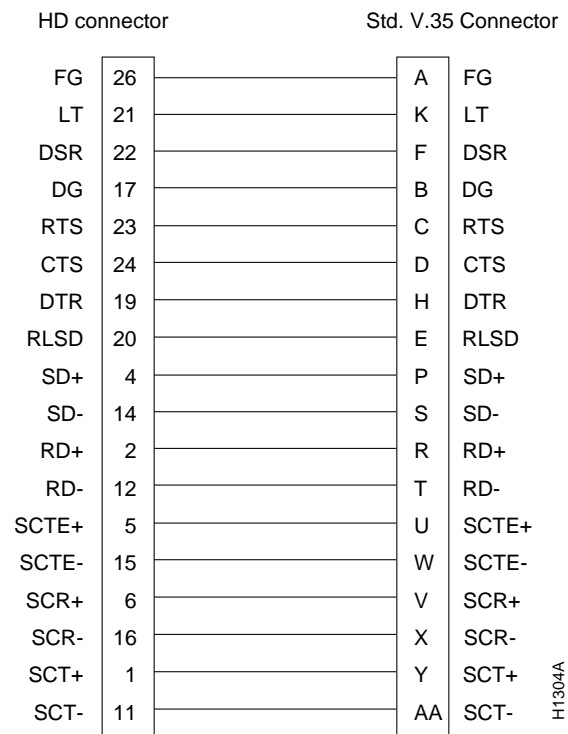 HD connector Std. V.35 Connector
FG 26 A FG
LT 21 K LT
DSR 22 F DSR
DG 17 B DG
RTS 23 C RTS
CTS 24 D CTS
DTR 19 H DTR
RLSD 20 E RLSD
SD+ 4 P SD+
SD- 14 S SD-
RD+ 2 R RD+
RD- 12 T RD-
SCTE+ 5 U SCTE+
SCTE- 15 W SCTE-
SCR+ 6 V SCR+
SCR- 16 X SCR-
SCT+ 1 Y SCT+
SCT- 11 AA SCT-
H1304A